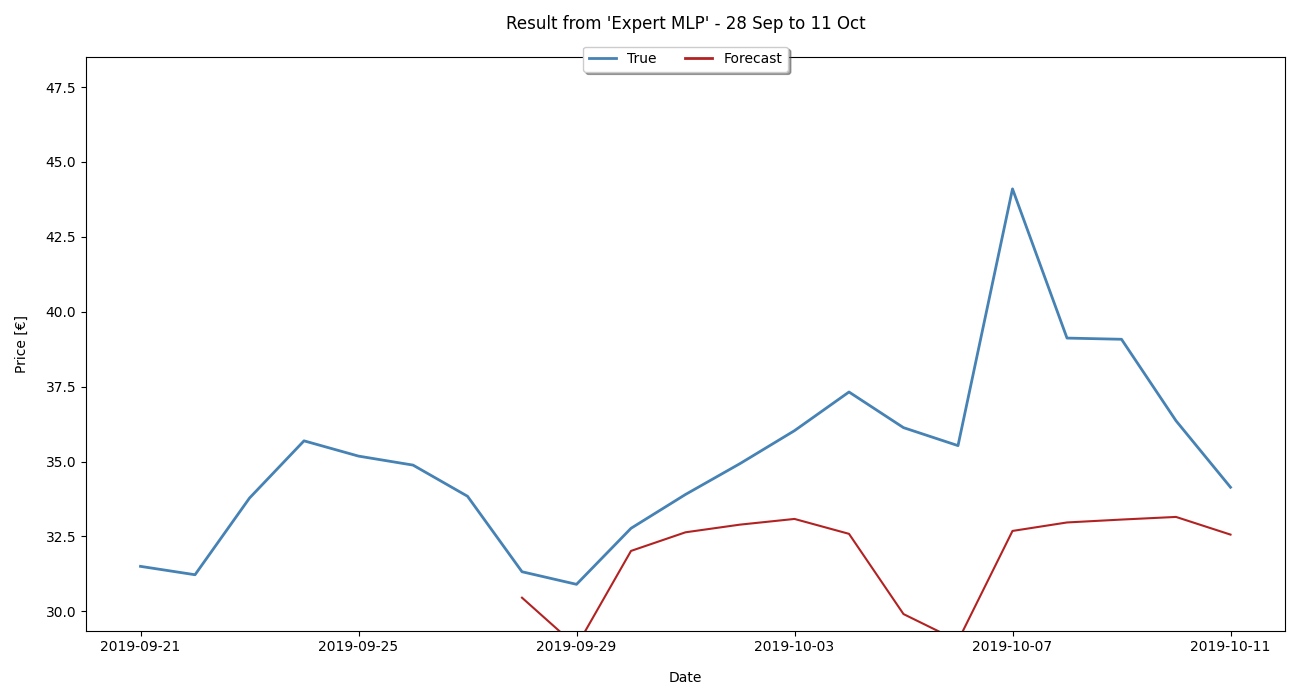 Result from 'Expert MLP' - 28 Sep to 11 Oct
True Forecast
47.5
45.0
42.5
40.0
37.5
35.0
32.5
30.0
Price [€]
2019-09-21 2019-09-25 2019-09-29 2019-10-03 2019-10-07 2019-10-11
Date